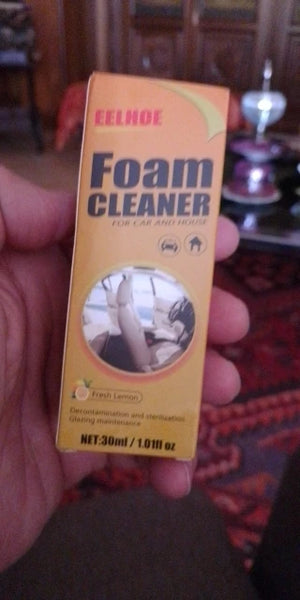 EELHOE
Foam
CLEANER
FOR CAR AND HOUSE
Fresh Lemon
Decontamination and sterilization
Glazing maintenance
NET:30ml / 1.01fl oz